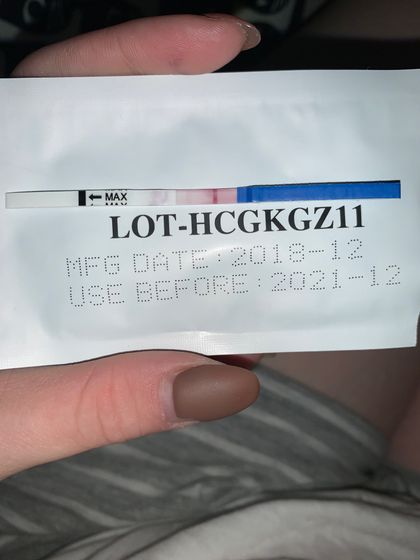 ← MAX
LOT-HCGKGZ11
MFG DATE:2018-12
USE BEFORE:2021-12